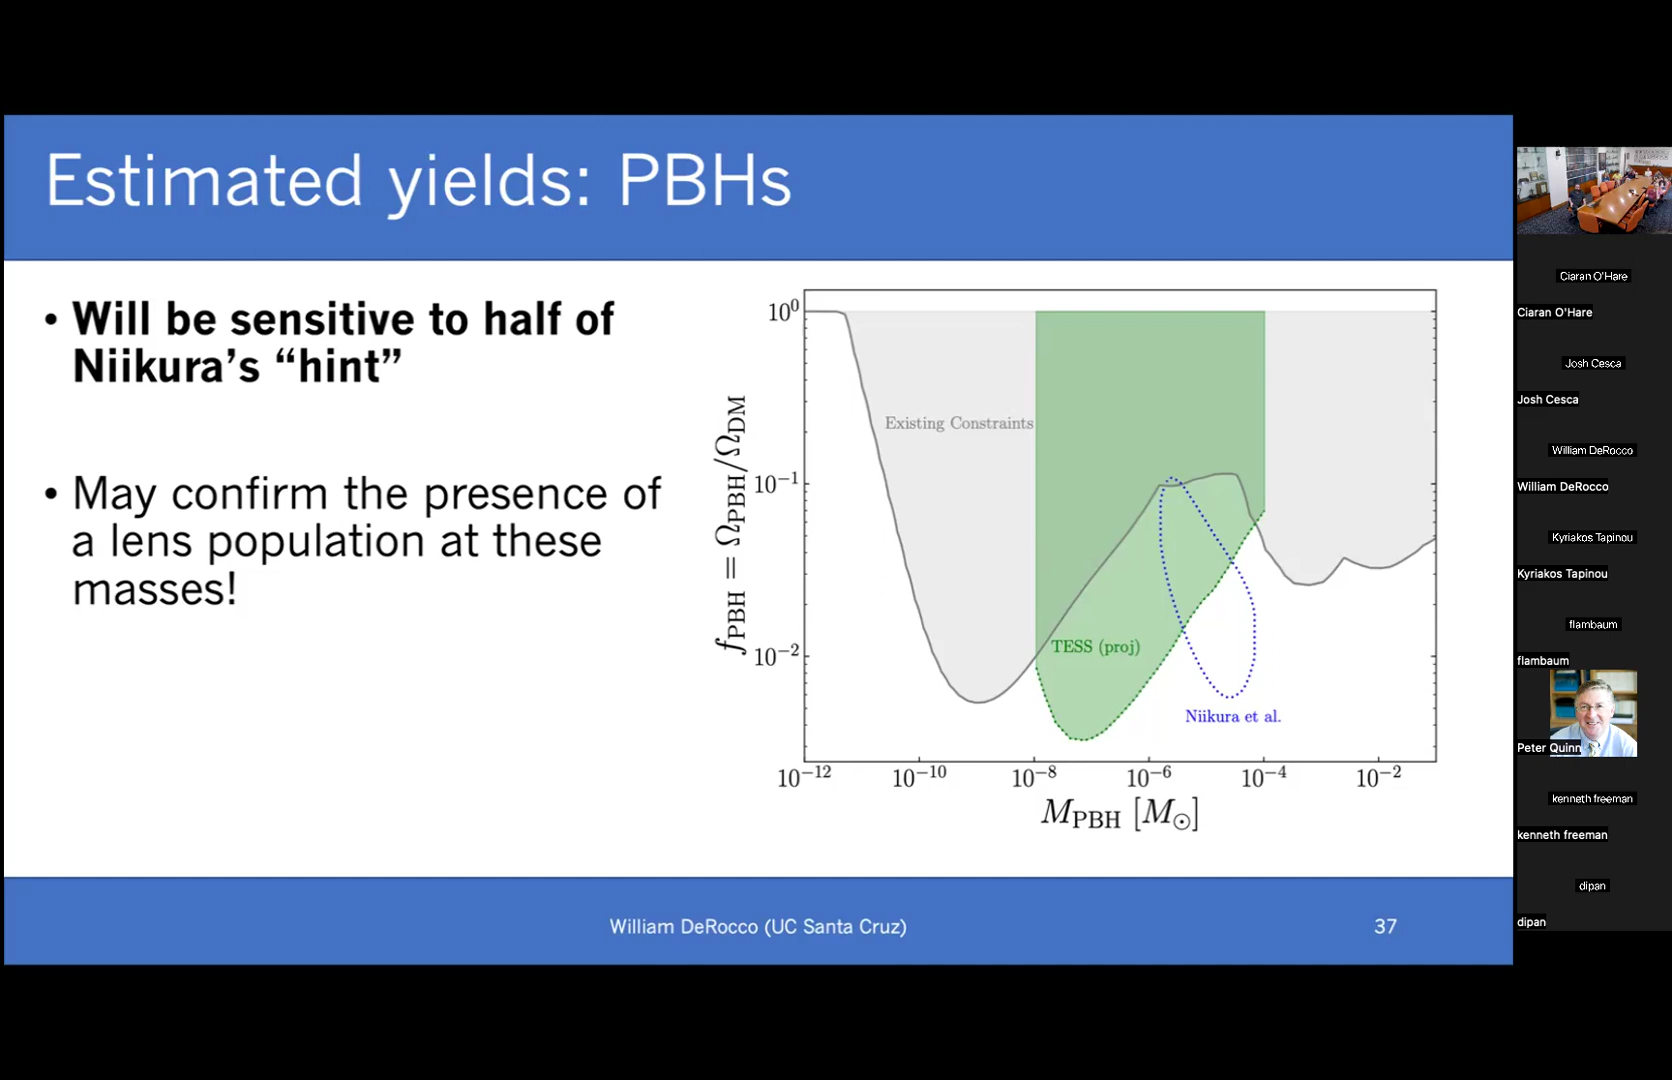 Estimated yields: PBHs
• Will be sensitive to half of
Niikura’s “hint”
• May confirm the presence of
a lens population at these
masses!
10⁰
10⁻¹
10⁻²
f_PBH = Ω_PBH/Ω_DM
Existing Constraints
TESS (proj)
Niikura et al.
10⁻¹² 10⁻¹⁰ 10⁻⁸ 10⁻⁶ 10⁻⁴ 10⁻²
M_PBH [M_⊙]
William DeRocco (UC Santa Cruz)
37
Ciaran O'Hare
Ciaran O'Hare
Josh Cesca
Josh Cesca
William DeRocco
William DeRocco
Kyriakos Tapinou
Kyriakos Tapinou
flambaum
flambaum
Peter Quinn
kenneth freeman
kenneth freeman
dipan
dipan